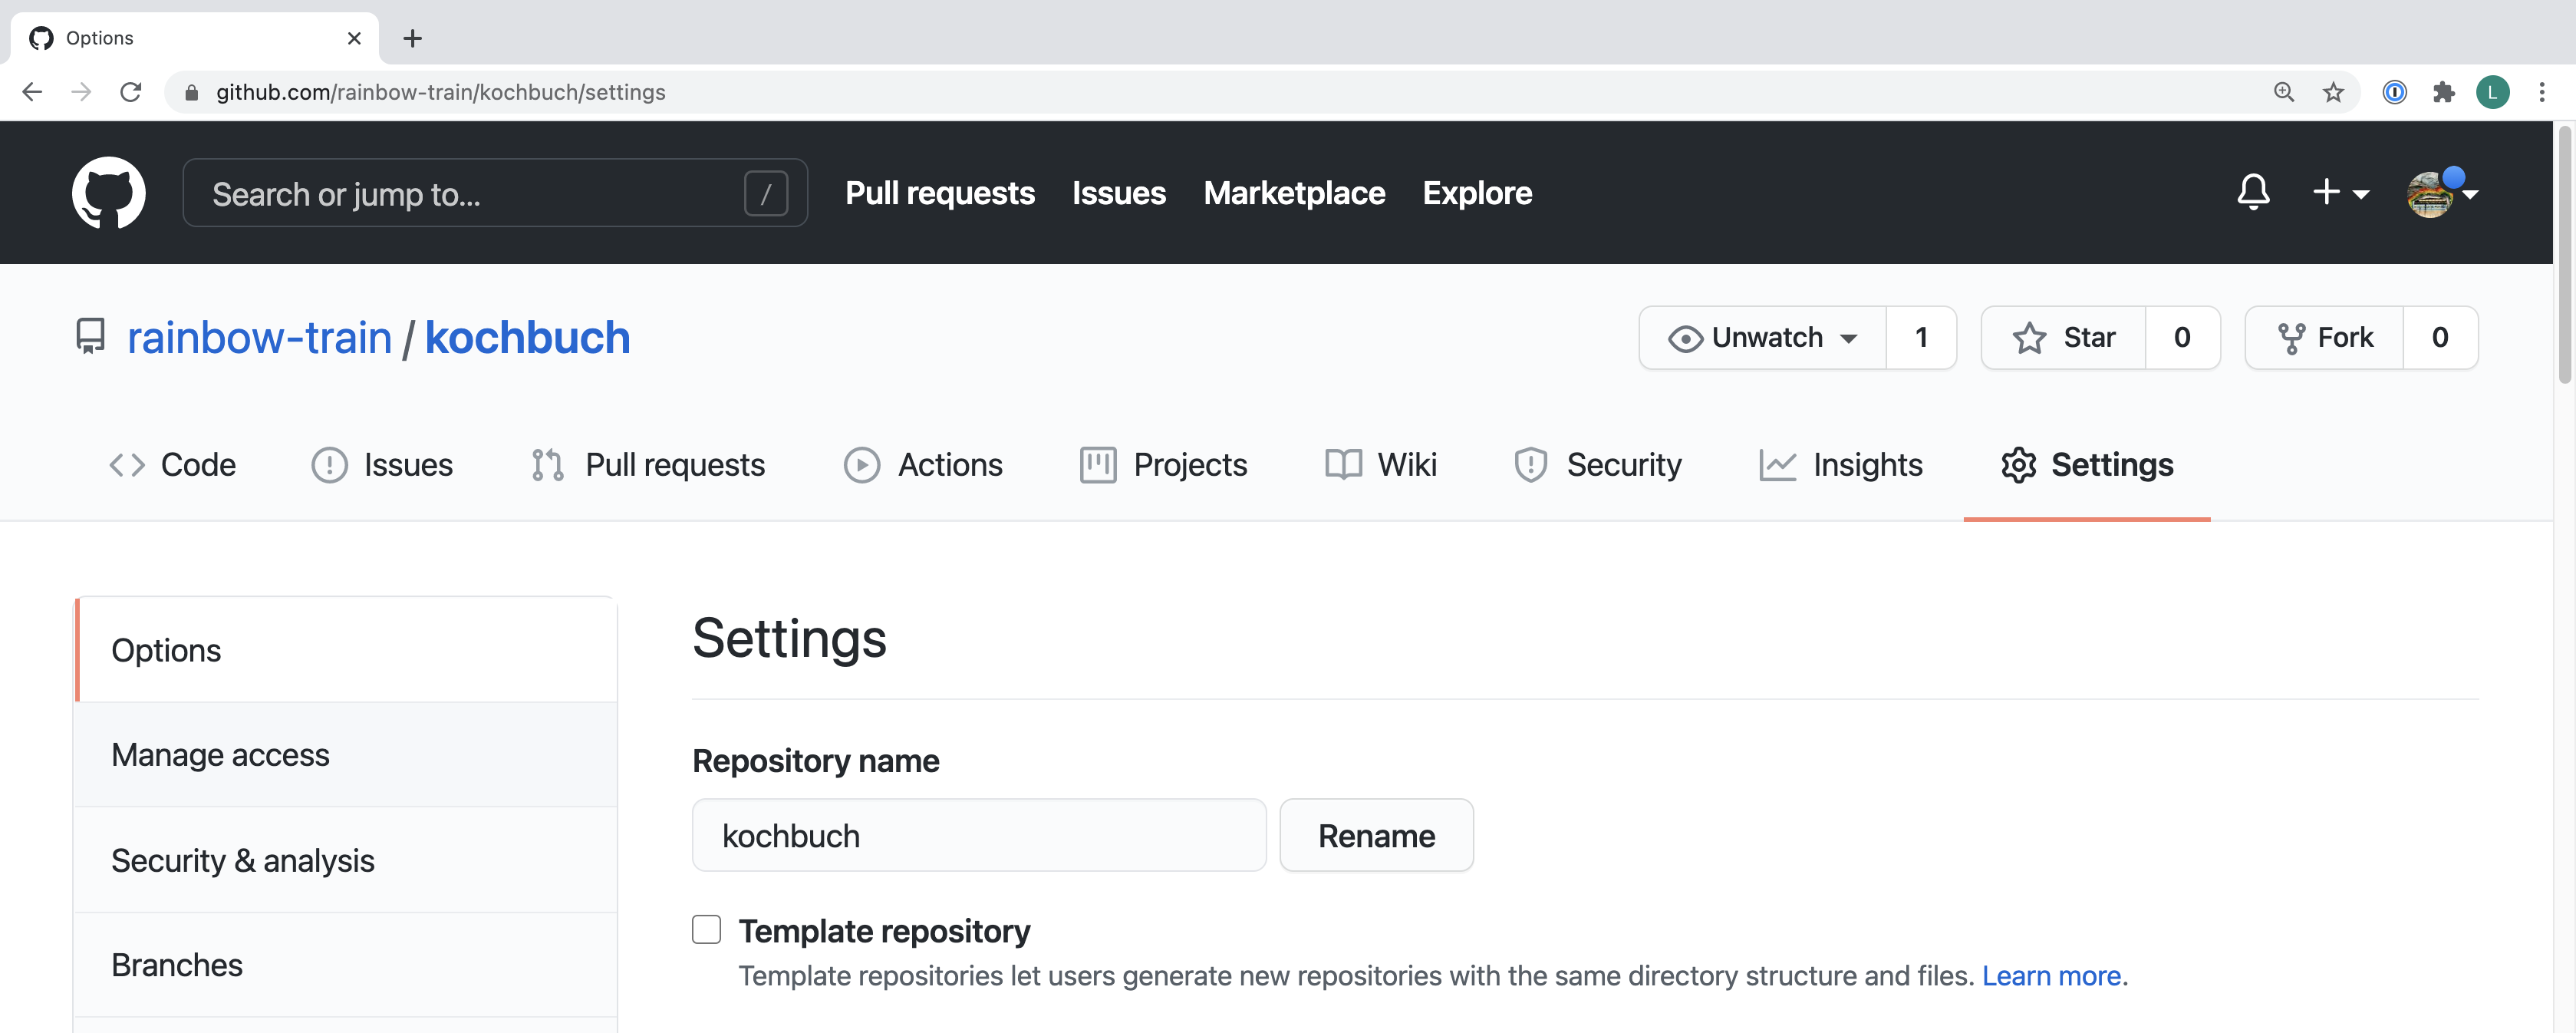 Options
github.com/rainbow-train/kochbuch/settings
L
Search or jump to...
/
Pull requests
Issues
Marketplace
Explore
rainbow-train / kochbuch
Unwatch
1
Star
0
Fork
0
Code
Issues
Pull requests
Actions
Projects
Wiki
Security
Insights
Settings
Options
Manage access
Security & analysis
Branches
Settings
Repository name
kochbuch
Rename
Template repository
Template repositories let users generate new repositories with the same directory structure and files. Learn more.